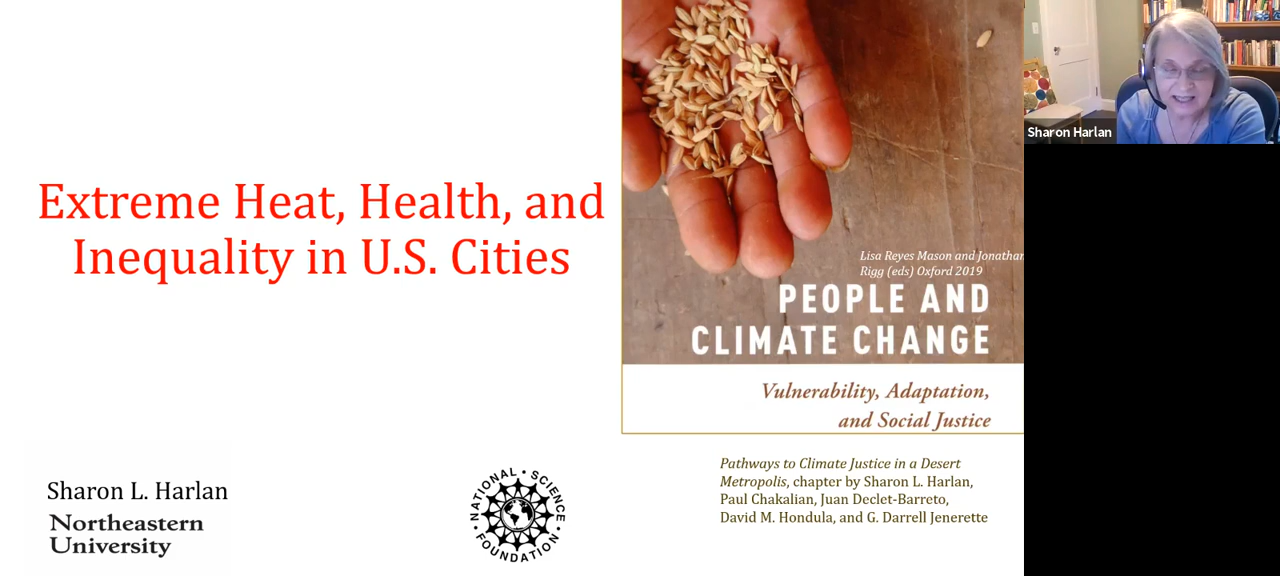 Extreme Heat, Health, and
Inequality in U.S. Cities
Sharon L. Harlan
Northeastern
University
NATIONAL • SCIENCE • FOUNDATION •
Lisa Reyes Mason and Jonathan
Rigg (eds) Oxford 2019
PEOPLE AND
CLIMATE CHANGE
Vulnerability, Adaptation,
and Social Justice
Pathways to Climate Justice in a Desert
Metropolis, chapter by Sharon L. Harlan,
Paul Chakalian, Juan Declet-Barreto,
David M. Hondula, and G. Darrell Jenerette
Sharon Harlan